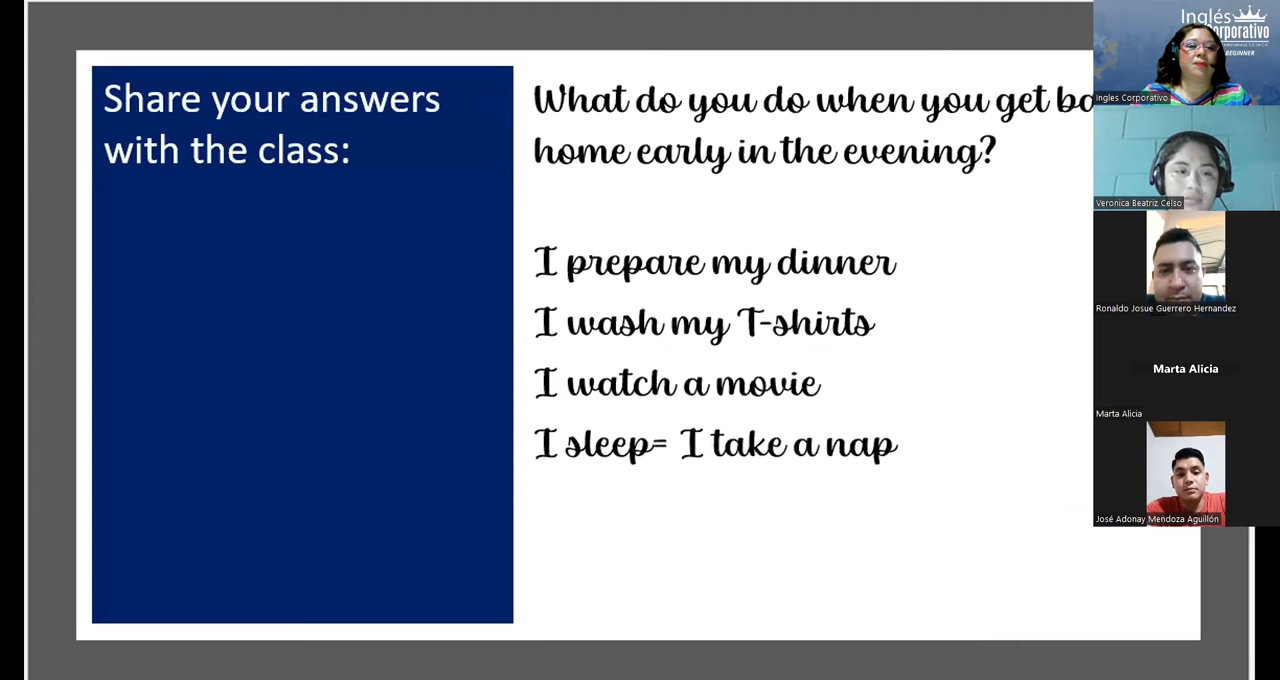 Share your answers
with the class:
What do you do when you get
home early in the evening?
I prepare my dinner
I wash my T-shirts
I watch a movie
I sleep= I take a nap
Inglés
Corporativo
BEGINNER
Ingles Corporativo
Veronica Beatriz Celso
Ronaldo Josue Guerrero Hernandez
Marta Alicia
Marta Alicia
José Adonay Mendoza Aguillón